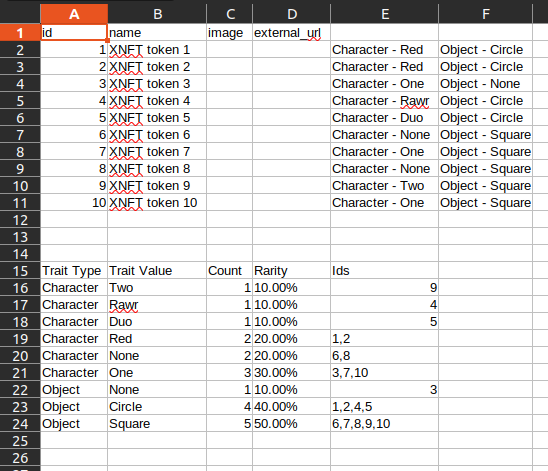 A B C D E F
1 id name image external_url
2 1 XNFT token 1 Character - Red Object - Circle
3 2 XNFT token 2 Character - Red Object - Circle
4 3 XNFT token 3 Character - One Object - None
5 4 XNFT token 4 Character - Rawr Object - Circle
6 5 XNFT token 5 Character - Duo Object - Circle
7 6 XNFT token 6 Character - None Object - Square
8 7 XNFT token 7 Character - One Object - Square
9 8 XNFT token 8 Character - None Object - Square
10 9 XNFT token 9 Character - Two Object - Square
11 10 XNFT token 10 Character - One Object - Square
12
13
14
15 Trait Type Trait Value Count Rarity Ids
16 Character Two 1 10.00% 9
17 Character Rawr 1 10.00% 4
18 Character Duo 1 10.00% 5
19 Character Red 2 20.00% 1,2
20 Character None 2 20.00% 6,8
21 Character One 3 30.00% 3,7,10
22 Object None 1 10.00% 3
23 Object Circle 4 40.00% 1,2,4,5
24 Object Square 5 50.00% 6,7,8,9,10
25
26